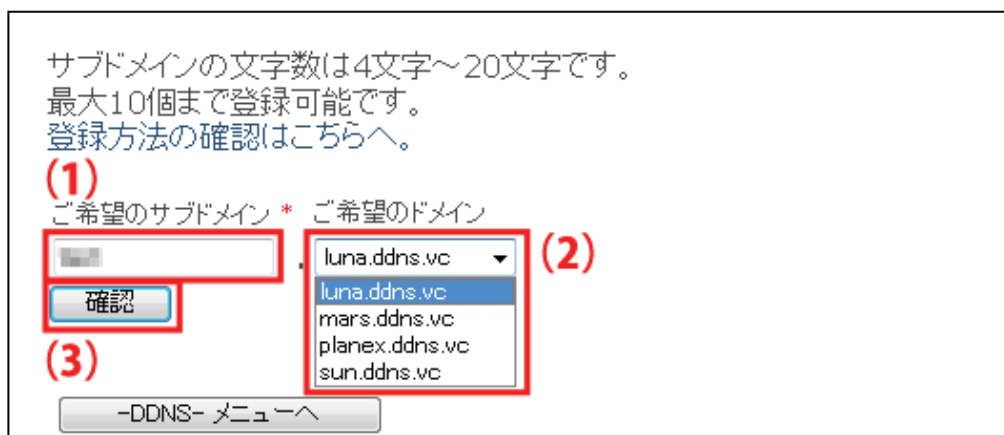 サブドメインの文字数は4文字～20文字です。
最大10個まで登録可能です。
登録方法の確認はこちらへ。
(1)
ご希望のサブドメイン * ご希望のドメイン
. luna.ddns.vc
(2)
luna.ddns.vc
確認
mars.ddns.vc
planex.ddns.vc
(3)
sun.ddns.vc
-DDNS- メニューへ